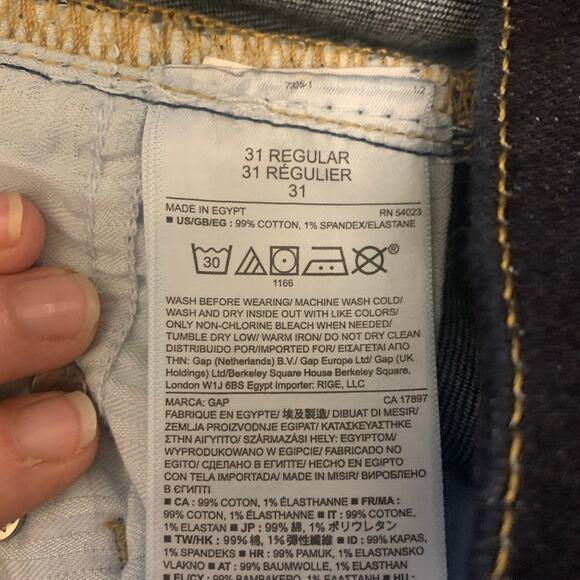 7325-1 1.2
31 REGULAR
31 RÉGULIER
31
MADE IN EGYPT RN 54023
■ US/GB/EG : 99% COTTON, 1% SPANDEX/ELASTANE
30
®
1166
WASH BEFORE WEARING/ MACHINE WASH COLD/
WASH AND DRY INSIDE OUT WITH LIKE COLORS/
ONLY NON-CHLORINE BLEACH WHEN NEEDED/
TUMBLE DRY LOW/ WARM IRON/ DO NOT DRY CLEAN
DISTRIBUIDO POR/IMPORTED FOR/ ΕΙΣΑΓΕΤΑΙ ΑΠΟ
ΤΗΝ: Gap (Netherlands) B.V./ Gap Europe Ltd/ Gap (UK
Holdings) Ltd/Berkeley Square House Berkeley Square,
London W1J 6BS Egypt Importer: RIGE, LLC
MARCA: GAP CA 17897
FABRIQUE EN EGYPTE/ 埃及製造/ DIBUAT DI MESIR/
ZEMLJA PROIZVODNJE EGIPAT/ ΚΑΤΑΣΚΕΥΑΣΤΗΚΕ
ΣΤΗΝ ΑΙΓΥΠΤΟ/ SZÁRMAZÁSI HELY: EGYIPTOM/
WYPRODUKOWANO W EGIPCIE/ FABRICADO NO
EGITO/ СДЕЛАНО В ЕГИПТЕ/ HECHO EN EGIPTO
CON TELA IMPORTADA/ MADE IN MISIR/ ВИРОБЛЕНО
В ЄГИПТІ
■ CA : 99% COTON, 1% ÉLASTHANNE ■ FR/MA :
99% COTON, 1% ÉLASTHANNE ■ IT : 99% COTONE,
1% ELASTAN ■ JP : 99% 綿, 1% ポリウレタン
■ TW/HK : 99% 棉, 1% 彈性纖維 ■ ID : 99% KAPAS,
1% SPANDEKS ■ HR : 99% PAMUK, 1% ELASTANSKO
VLAKNO ■ AT : 99% BAUMWOLLE, 1% ELASTHAN
■ EL/CY : 99% ΒΑΜΒΑΚΕΡΟ, 1% ΕΛΑΣΤΑΝΗ ■ HU :